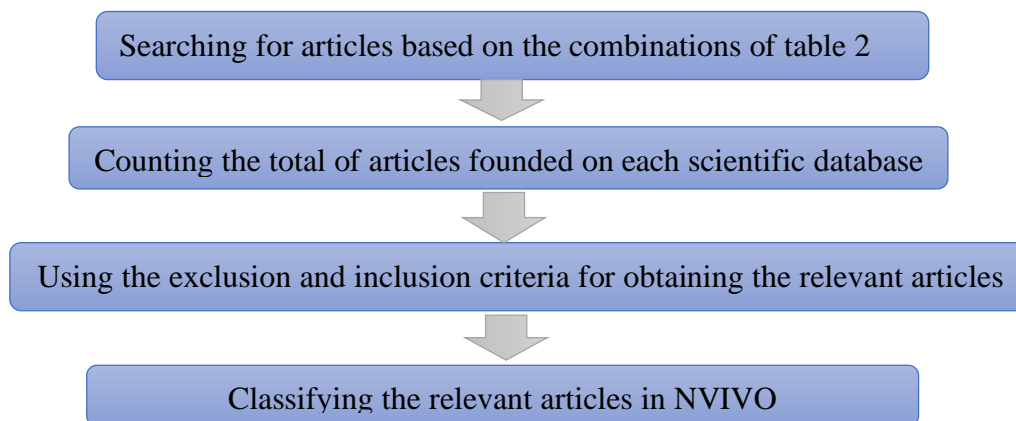 Searching for articles based on the combinations of table 2
Counting the total of articles founded on each scientific database
Using the exclusion and inclusion criteria for obtaining the relevant articles
Classifying the relevant articles in NVIVO